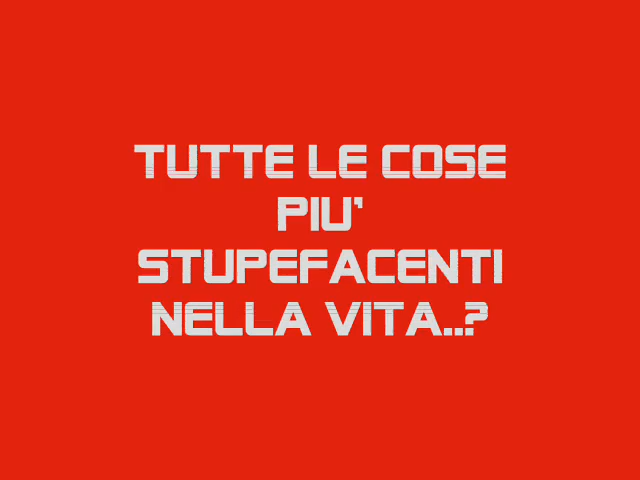 TUTTE LE COSE
PIU'
STUPEFACENTI
NELLA VITA..?